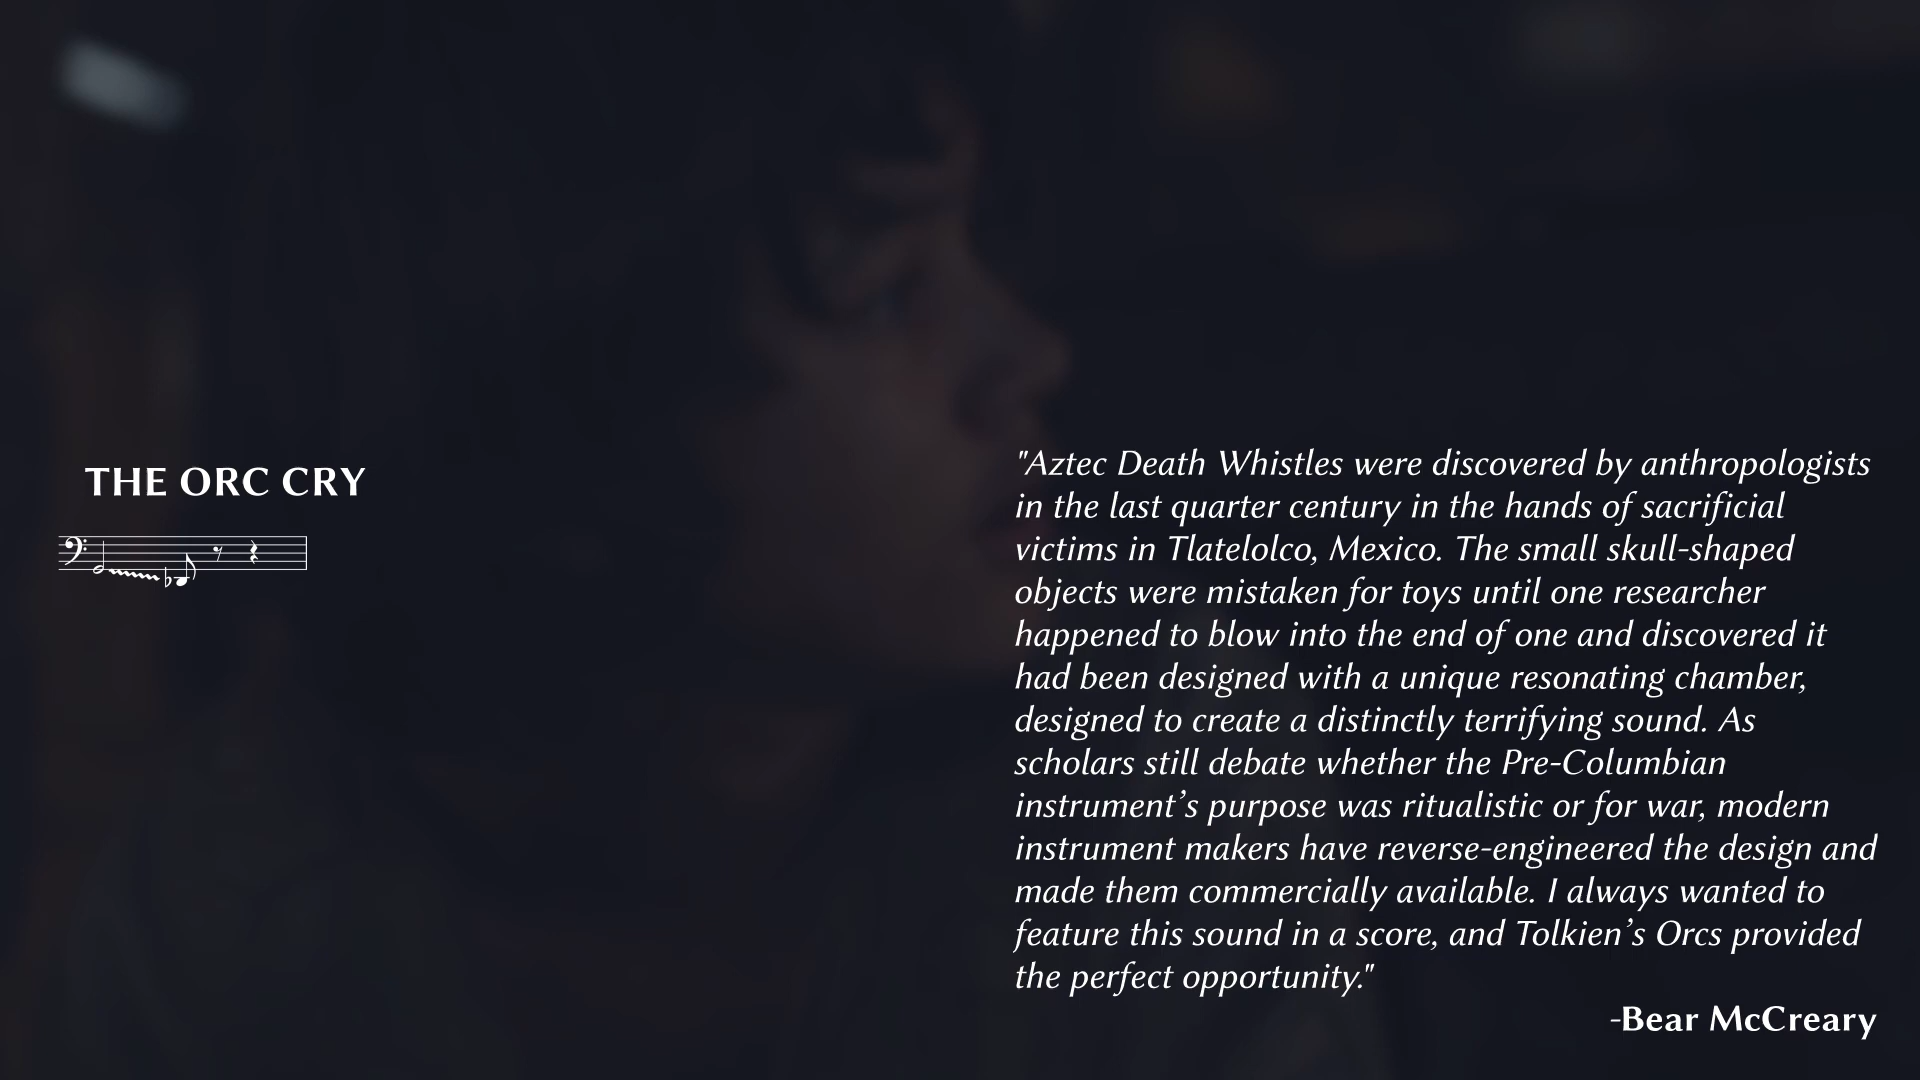 THE ORC CRY
"Aztec Death Whistles were discovered by anthropologists
in the last quarter century in the hands of sacrificial
victims in Tlatelolco, Mexico. The small skull-shaped
objects were mistaken for toys until one researcher
happened to blow into the end of one and discovered it
had been designed with a unique resonating chamber,
designed to create a distinctly terrifying sound. As
scholars still debate whether the Pre-Columbian
instrument’s purpose was ritualistic or for war, modern
instrument makers have reverse-engineered the design and
made them commercially available. I always wanted to
feature this sound in a score, and Tolkien’s Orcs provided
the perfect opportunity."
-Bear McCreary